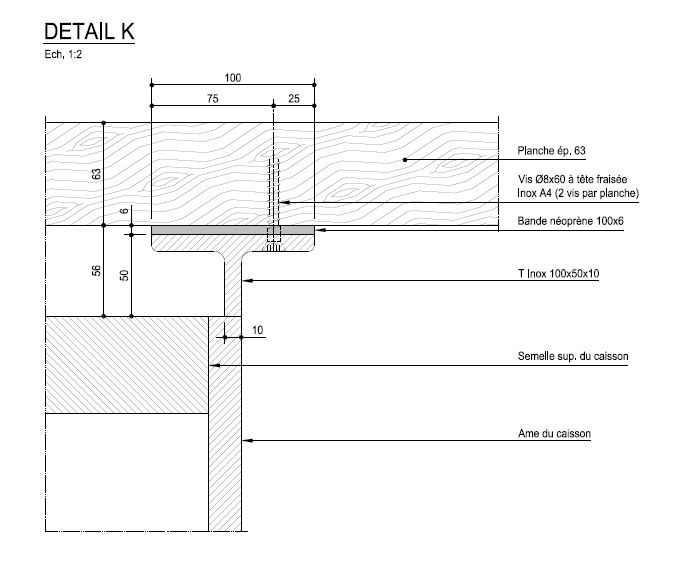 DETAIL K
Ech. 1:2
100
75
25
63
Planche ép. 63
Vis Ø8x60 à tête fraisée
Inox A4 (2 vis par planche)
6
Bande néoprène 100x6
56
50
T Inox 100x50x10
10
Semelle sup. du caisson
Ame du caisson